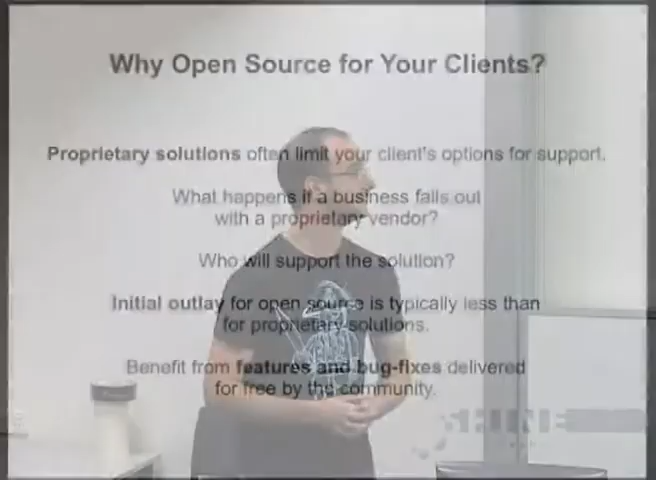 Why Open Source for Your Clients?
Proprietary solutions often limit your client's options for support.
What happens if a business falls out
with a proprietary vendor?
Who will support the solution?
Initial outlay for open source is typically less than
for proprietary solutions.
Benefit from features and bug-fixes delivered
for free by the community.
SHINE